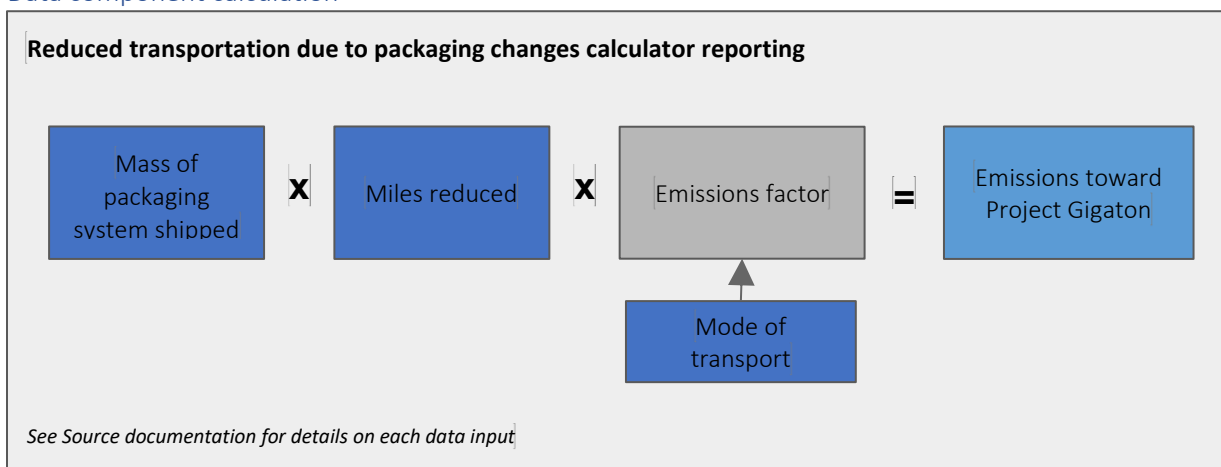 Data component calculation
Reduced transportation due to packaging changes calculator reporting
Mass of
packaging
system shipped
x
Miles reduced
x
Emissions factor
=
Emissions toward
Project Gigaton
Mode of
transport
See Source documentation for details on each data input